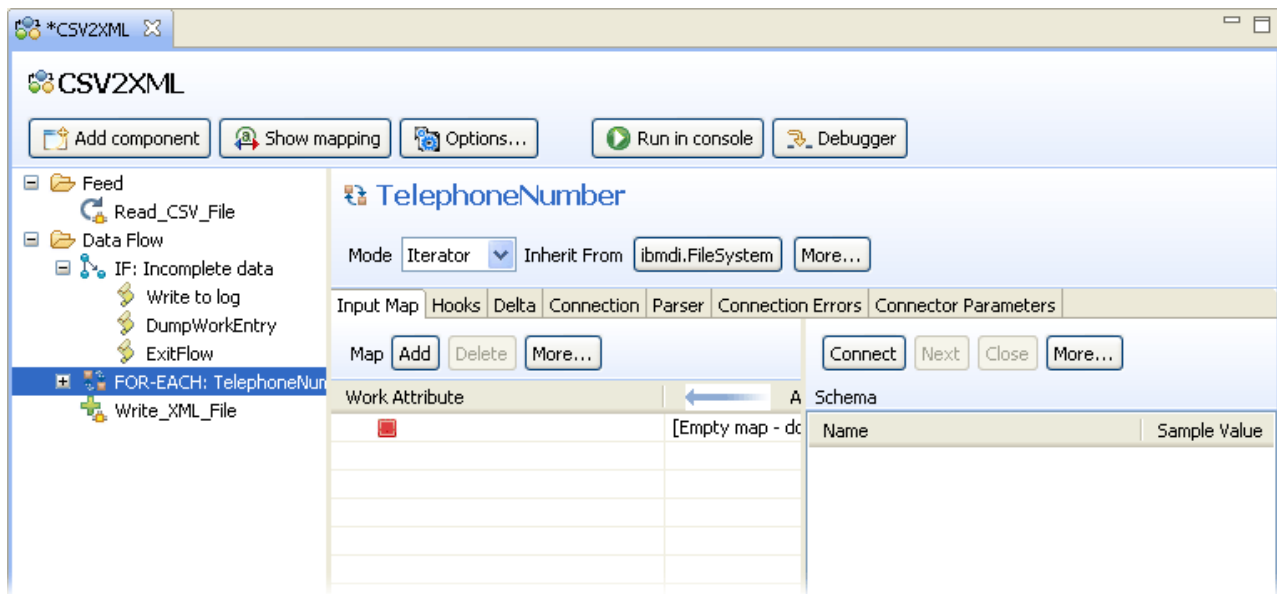 *CSV2XML
CSV2XML
Add component Show mapping Options... Run in console Debugger
Feed
Read_CSV_File
Data Flow
IF: Incomplete data
Write to log
DumpWorkEntry
ExitFlow
FOR-EACH: TelephoneNun
Write_XML_File
TelephoneNumber
Mode Iterator Inherit From ibmdi.FileSystem More...
Input Map Hooks Delta Connection Parser Connection Errors Connector Parameters
Map Add Delete More...
Work Attribute A
[Empty map - do
Connect Next Close More...
Schema
Name Sample Value